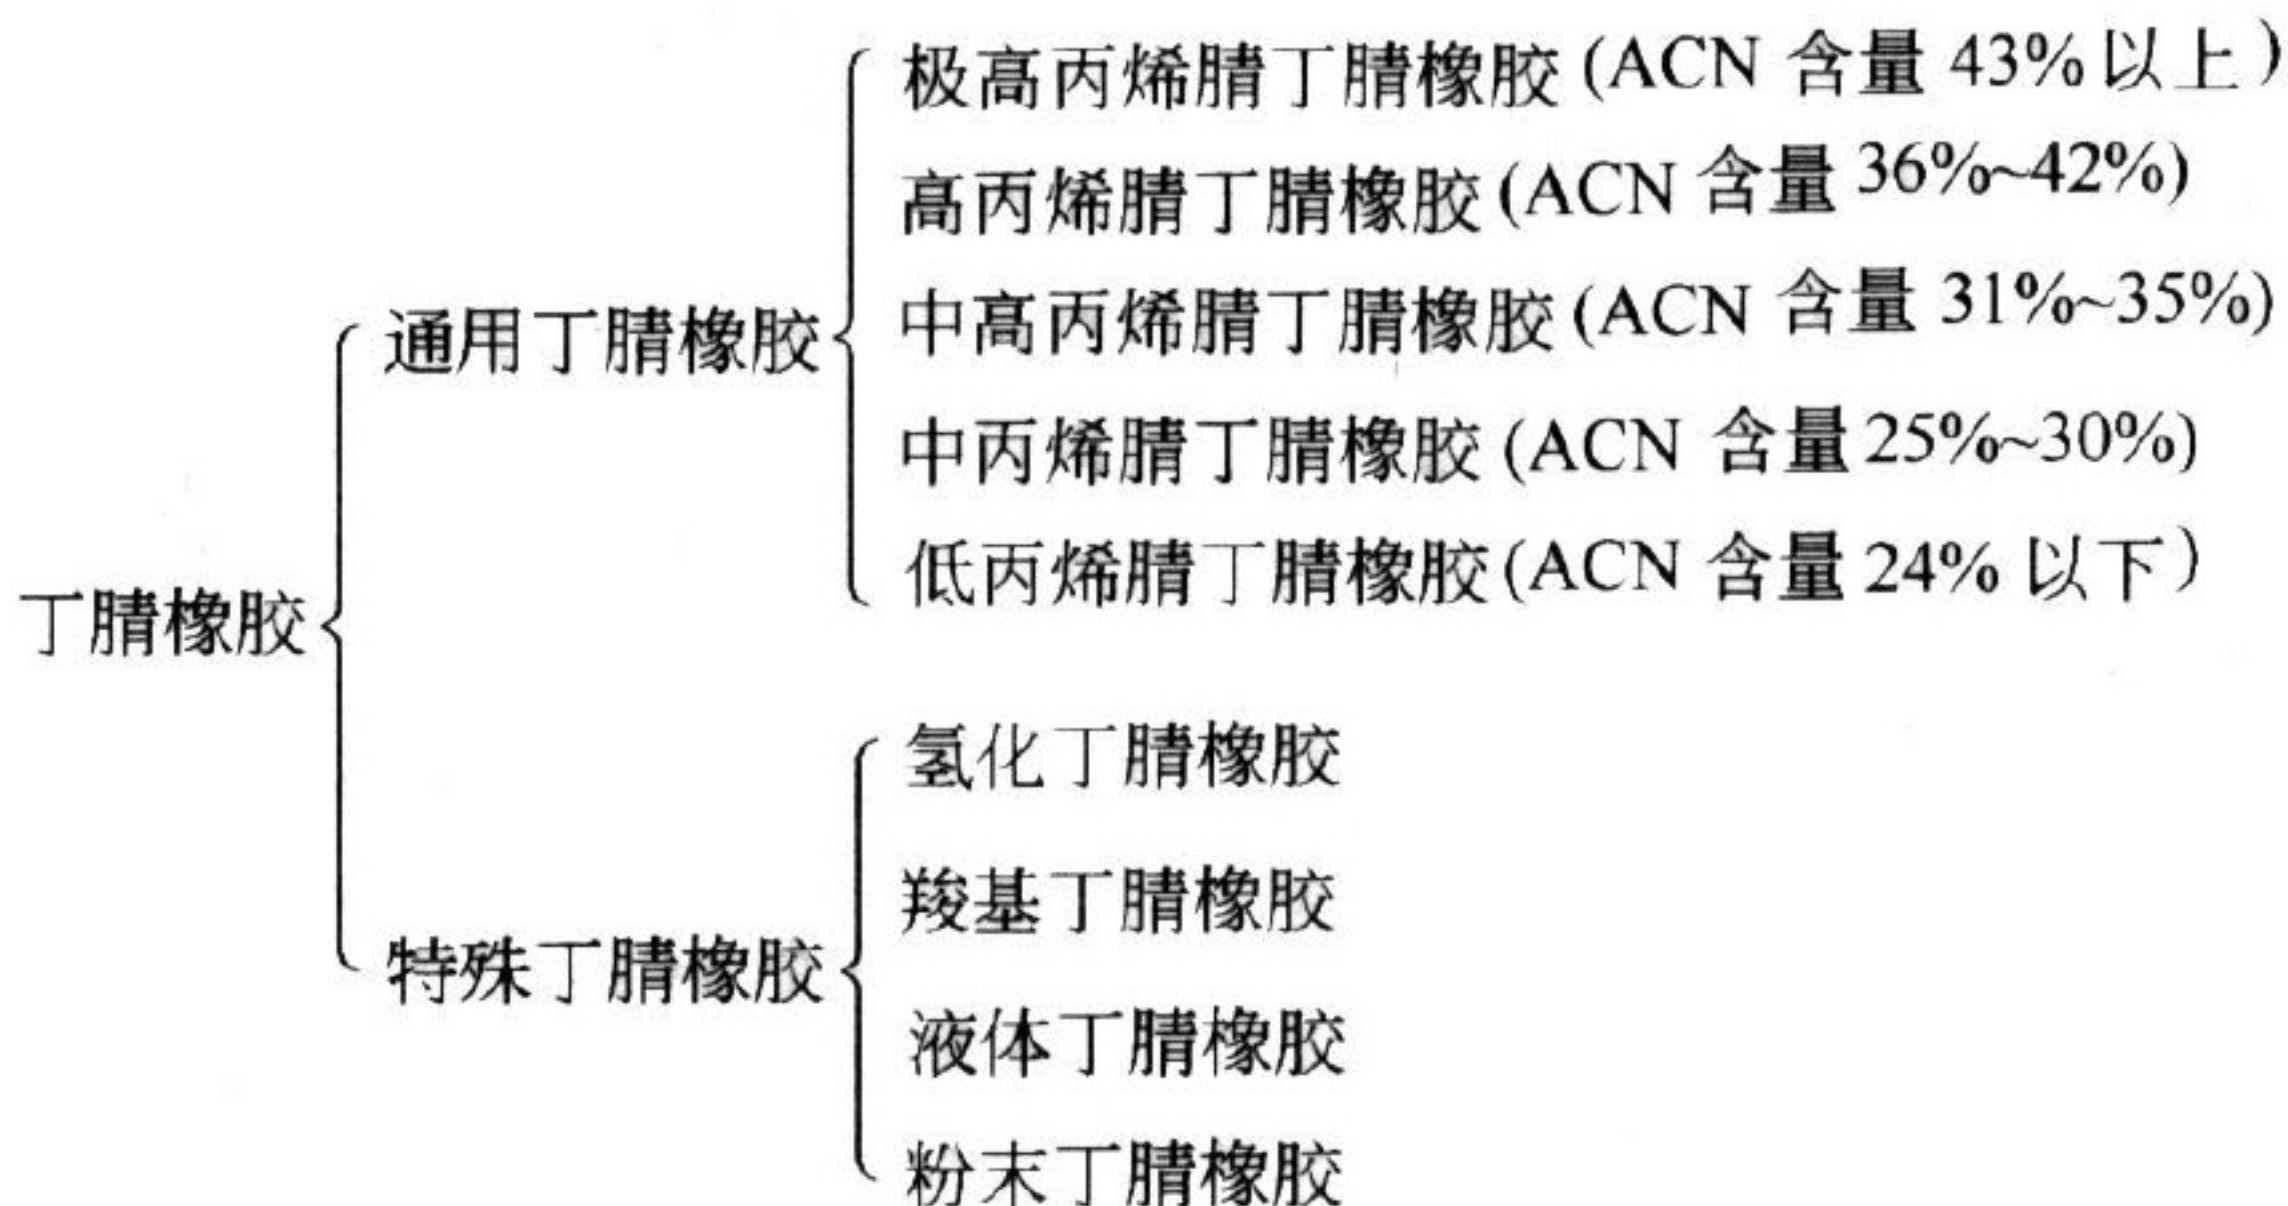 丁腈橡胶
通用丁腈橡胶
极高丙烯腈丁腈橡胶 (ACN 含量 43% 以上)
高丙烯腈丁腈橡胶 (ACN 含量 36%~42%)
中高丙烯腈丁腈橡胶 (ACN 含量 31%~35%)
中丙烯腈丁腈橡胶 (ACN 含量 25%~30%)
低丙烯腈丁腈橡胶 (ACN 含量 24% 以下)
特殊丁腈橡胶
氢化丁腈橡胶
羧基丁腈橡胶
液体丁腈橡胶
粉末丁腈橡胶